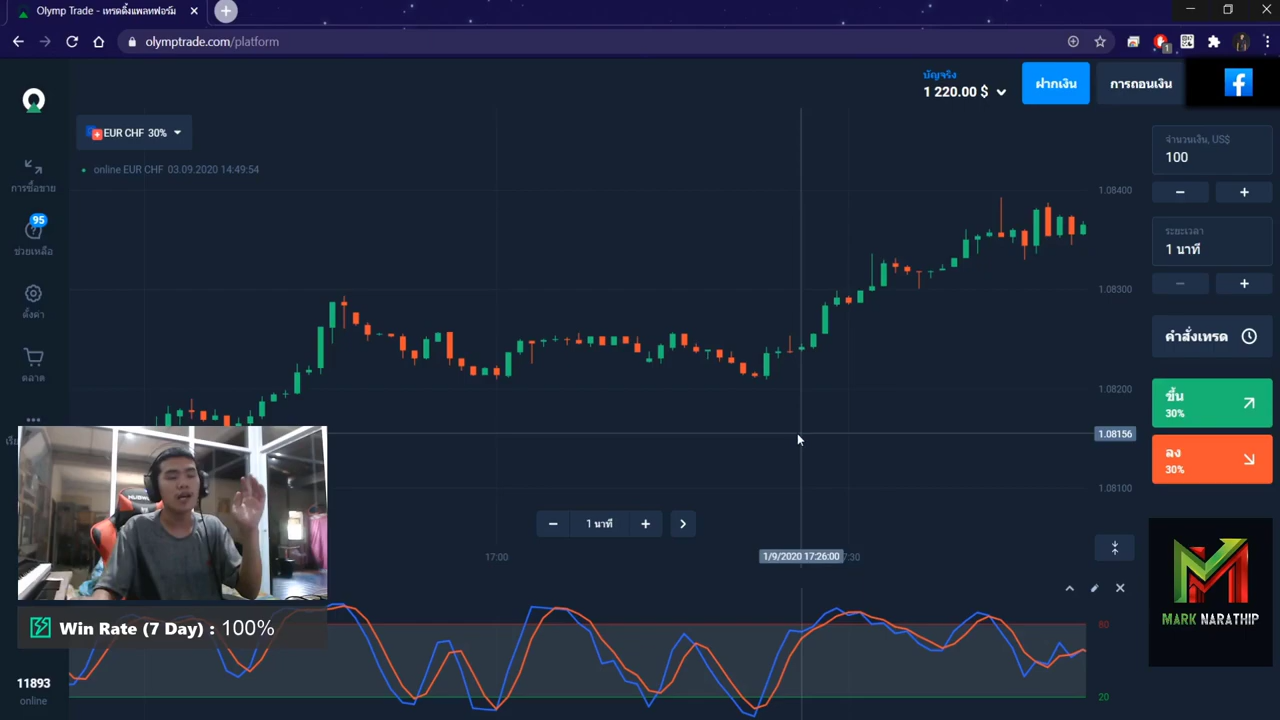 Olymp Trade - เทรดดิ้งแพลทฟอร์ม
olymptrade.com/platform
1
บัญชีจริง
1 220.00 $
ฝากเงิน
การถอนเงิน
EUR CHF 30%
online EUR CHF 03.09.2020 14:49:54
การซื้อขาย
95
ช่วยเหลือ
ตั้งค่า
ตลาด
จำนวนเงิน, US$
100
ระยะเวลา
1 นาที
คำสั่งเทรด
ขึ้น
30%
ลง
30%
1.08400
1.08300
1.08200
1.08156
1.08100
1 นาที
17:00
1/9/2020 17:26:00
:30
80
20
Win Rate (7 Day) : 100%
11893
online
MARK NARATHIP